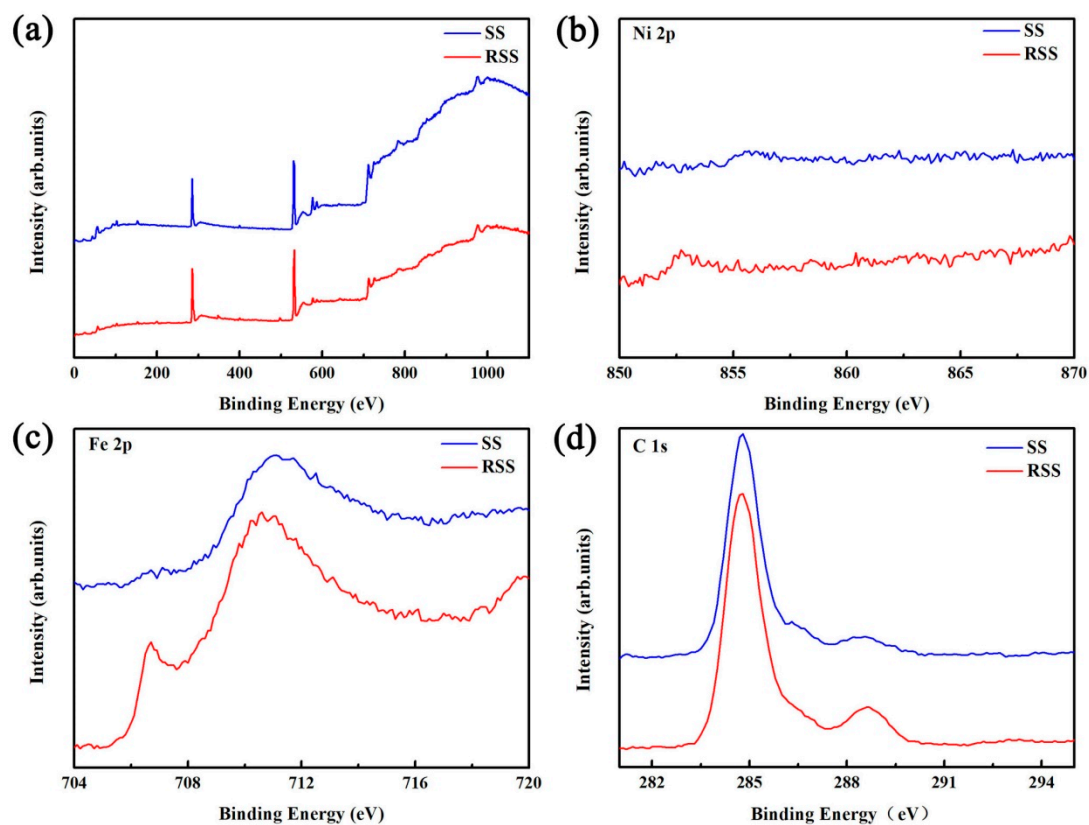 (a)
SS
RSS
Intensity (arb.units)
0 200 400 600 800 1000
Binding Energy (eV)
(b)
Ni 2p
SS
RSS
Intensity (arb.units)
850 855 860 865 870
Binding Energy (eV)
(c)
Fe 2p
SS
RSS
Intensity (arb.units)
704 708 712 716 720
Binding Energy (eV)
(d)
C 1s
SS
RSS
Intensity (arb.units)
282 285 288 291 294
Binding Energy（eV）